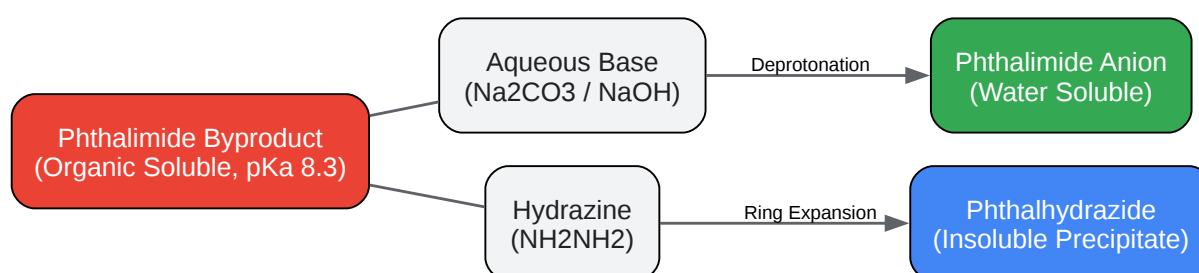 Phthalimide Byproduct
(Organic Soluble, pKa 8.3)
Aqueous Base
(Na2CO3 / NaOH)
Deprotonation
Phthalimide Anion
(Water Soluble)
Hydrazine
(NH2NH2)
Ring Expansion
Phthalhydrazide
(Insoluble Precipitate)